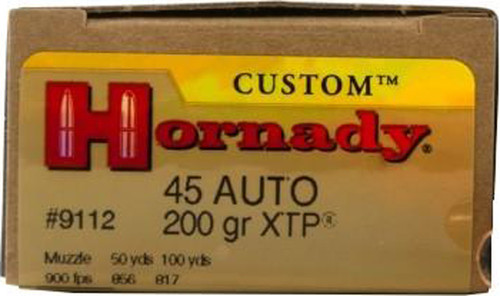 CUSTOM™
Hornady®
45 AUTO
#9112 200 gr XTP®
Muzzle 50 yds 100 yds
900 fps 856 817